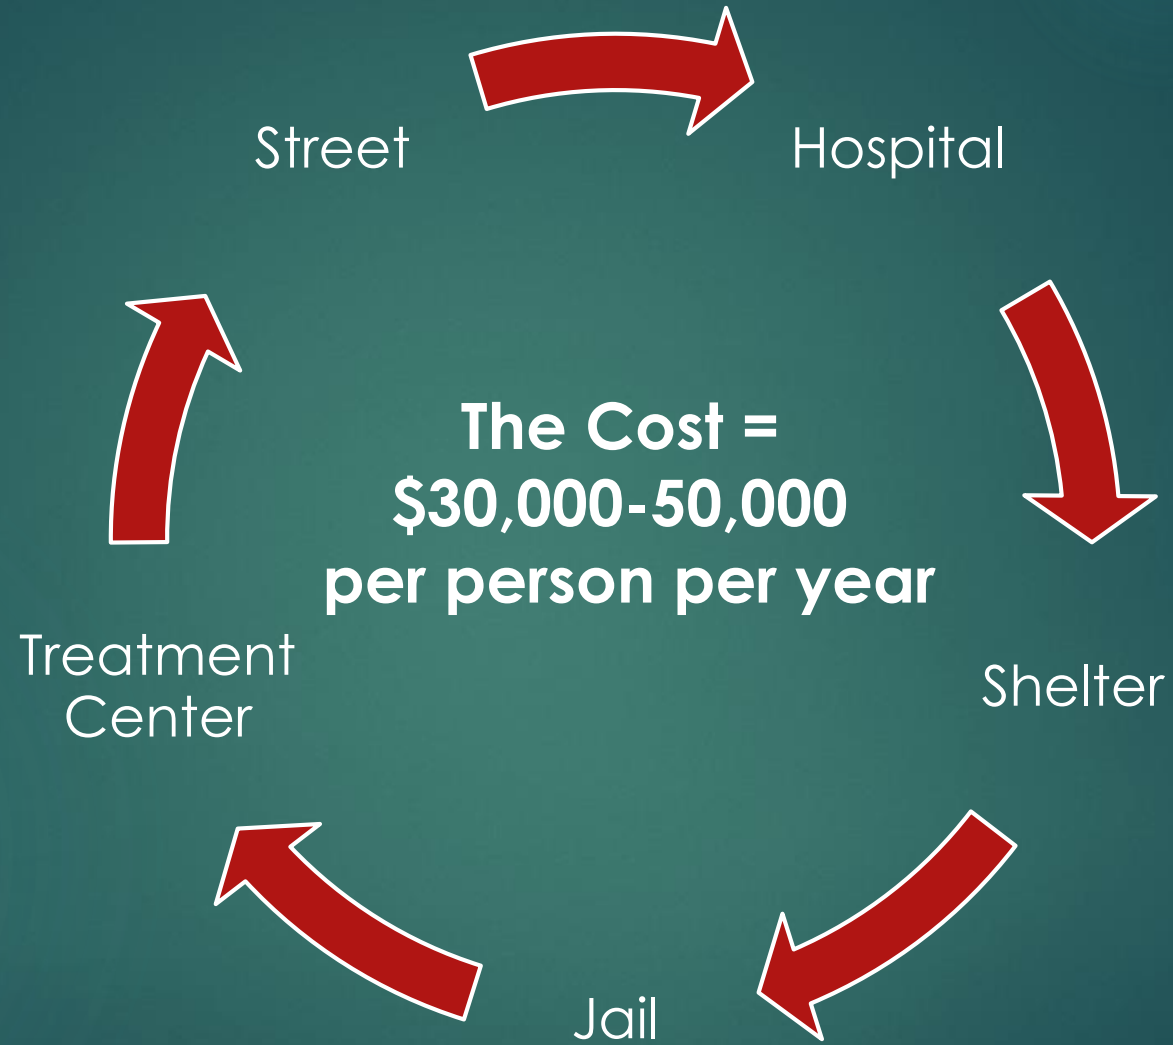 Street
Hospital
The Cost =
$30,000-50,000
per person per year
Treatment
Center
Shelter
Jail